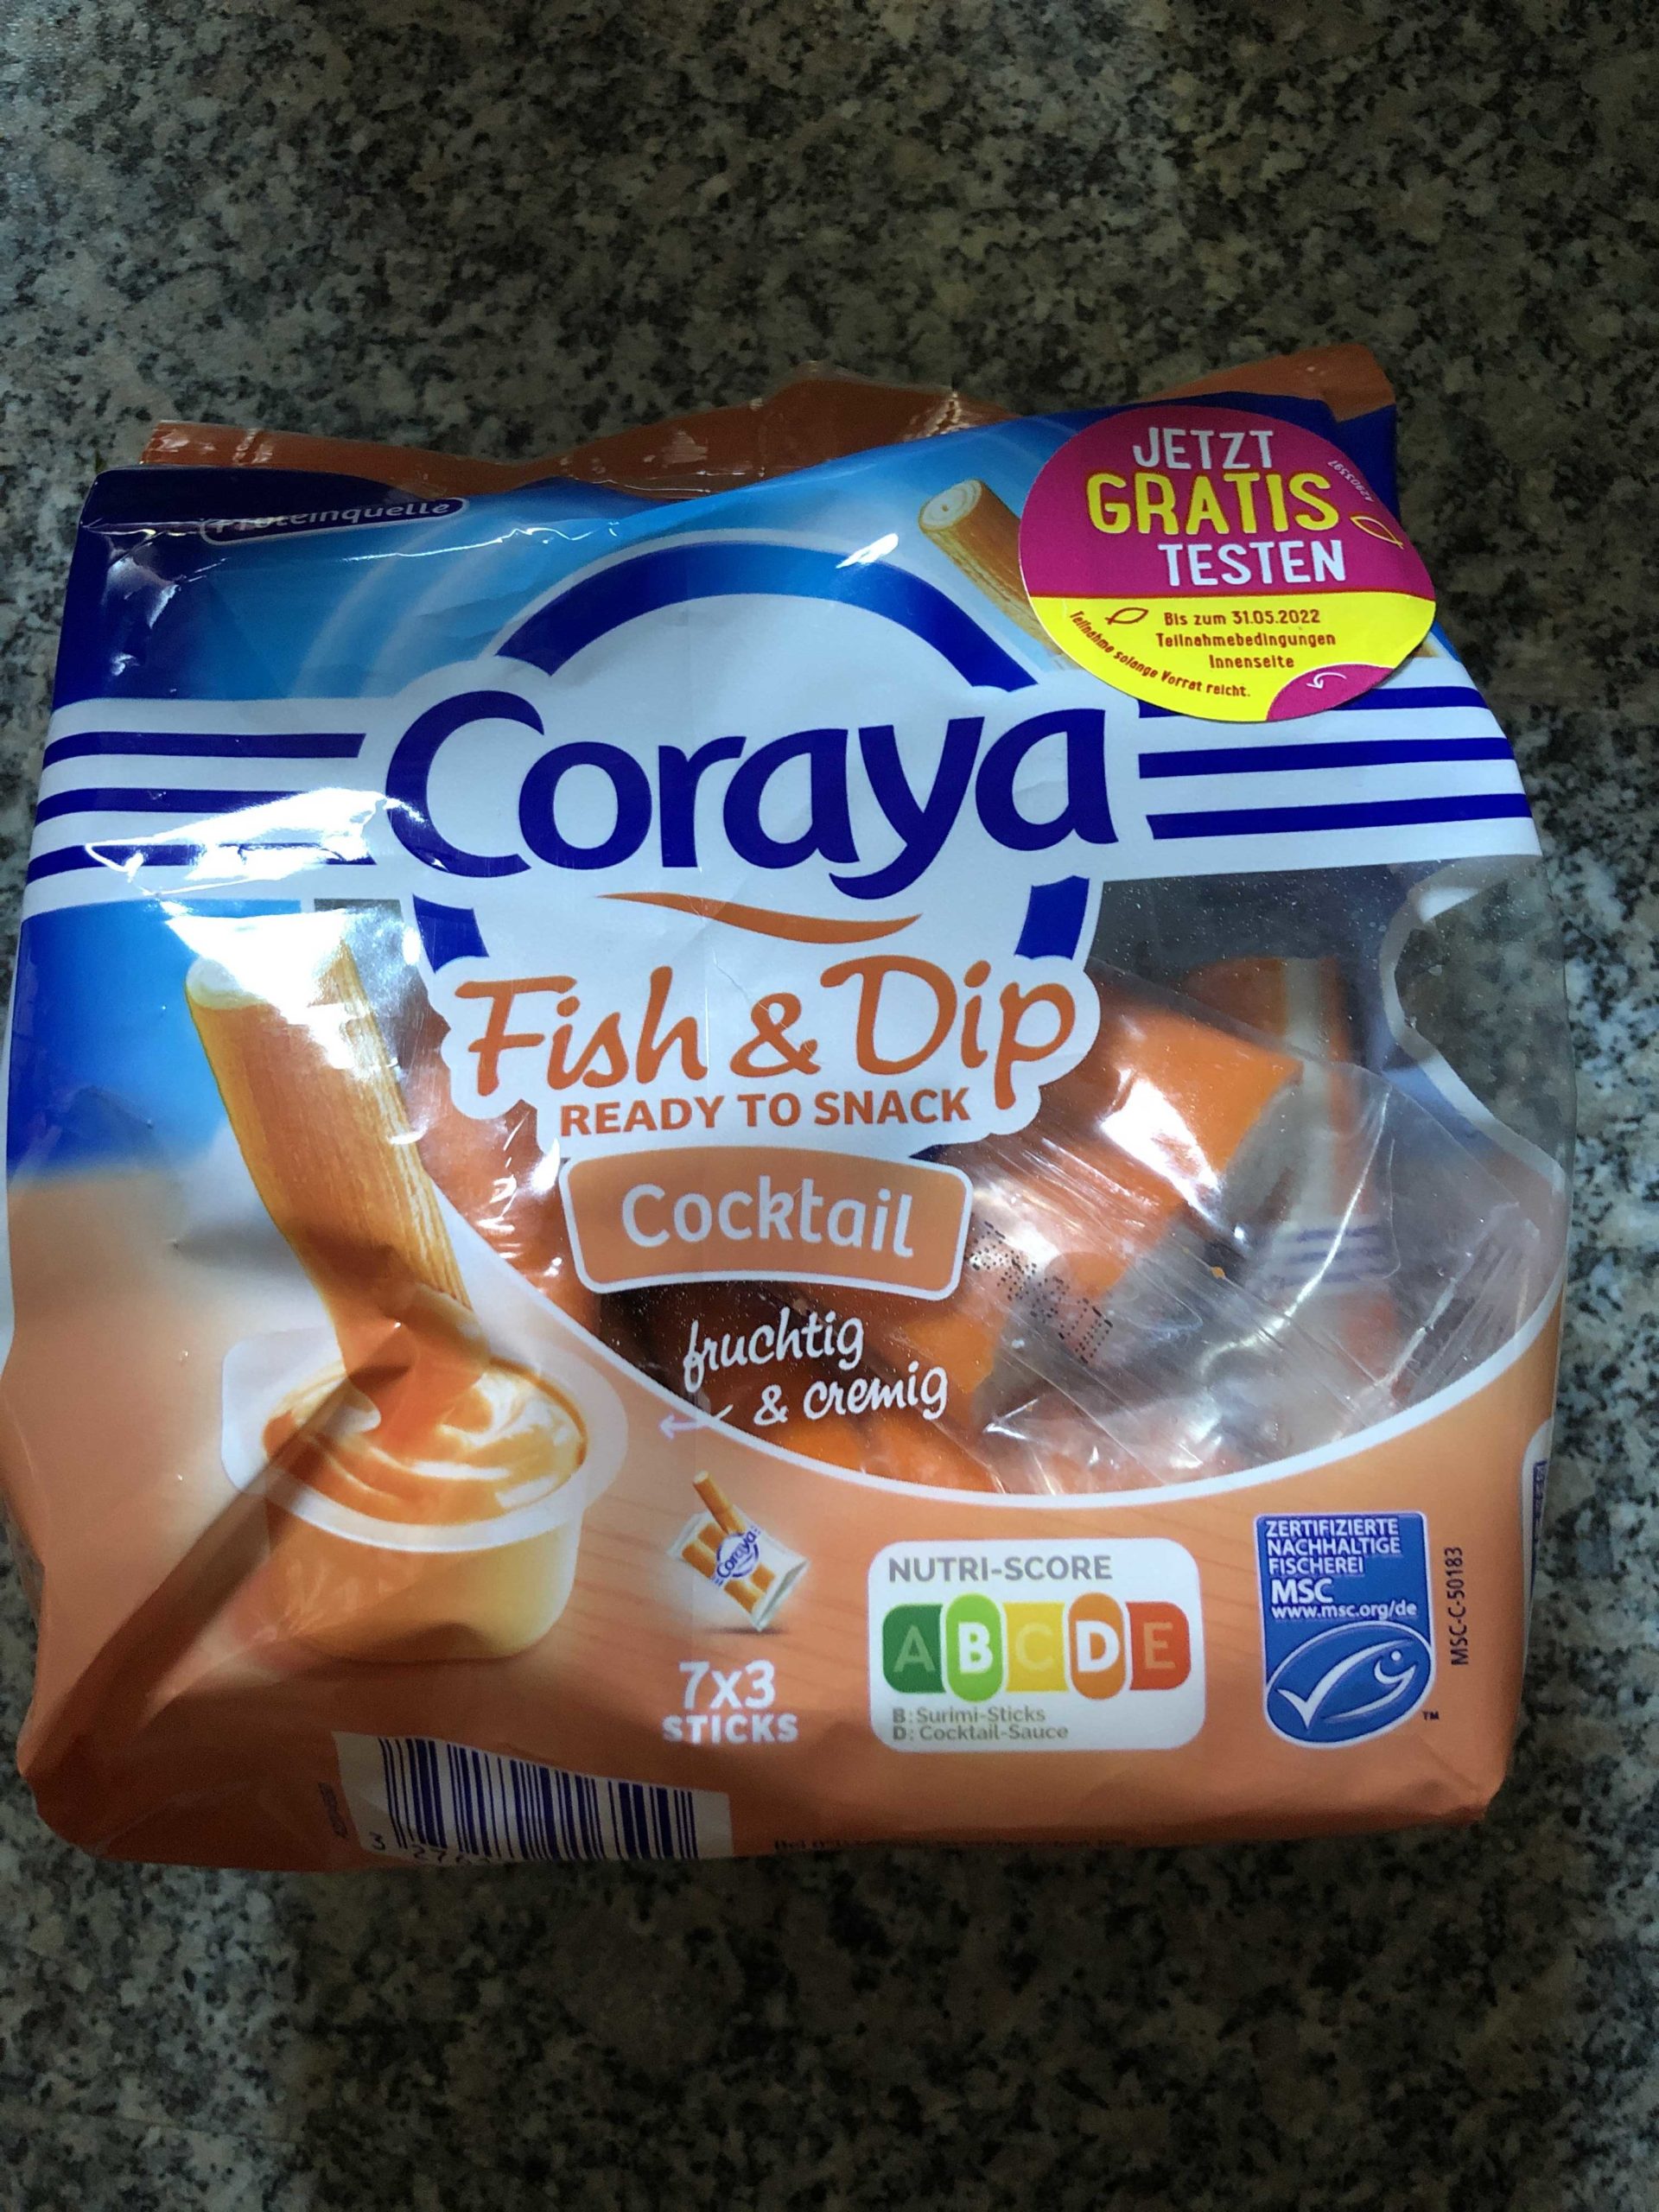 JETZT
GRATIS
TESTEN
Bis zum 31.05.2022
Teilnahmebedingungen
Innenseite
Teilnahme solange Vorrat reicht.
Proteinquelle
Coraya
Fish & Dip
READY TO SNACK
Cocktail
fruchtig
& cremig
Coraya
7x3
STICKS
NUTRI-SCORE
A B C D E
B: Surimi-Sticks
D: Cocktail-Sauce
ZERTIFIZIERTE
NACHHALTIGE
FISCHEREI
MSC
www.msc.org/de
TM
MSC-C-50183